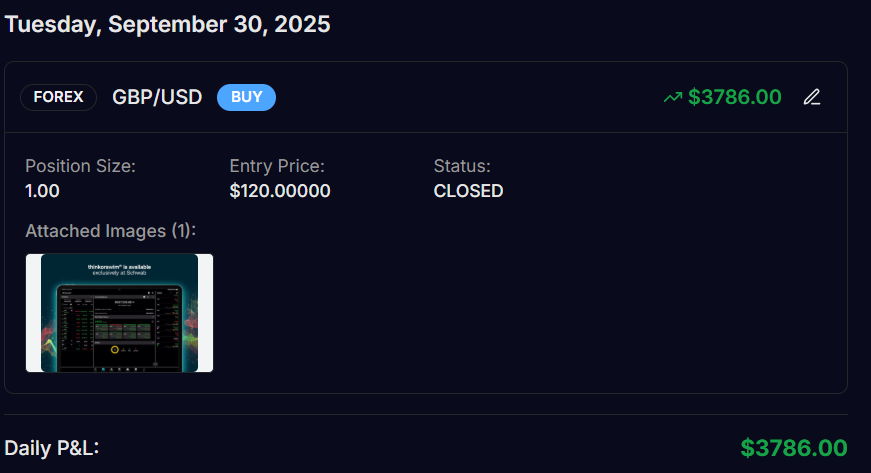 Tuesday, September 30, 2025
FOREX GBP/USD BUY $3786.00
Position Size: Entry Price: Status:
1.00 $120.00000 CLOSED
Attached Images (1):
thinkorswim® is available
exclusively at Schwab
Daily P&L: $3786.00